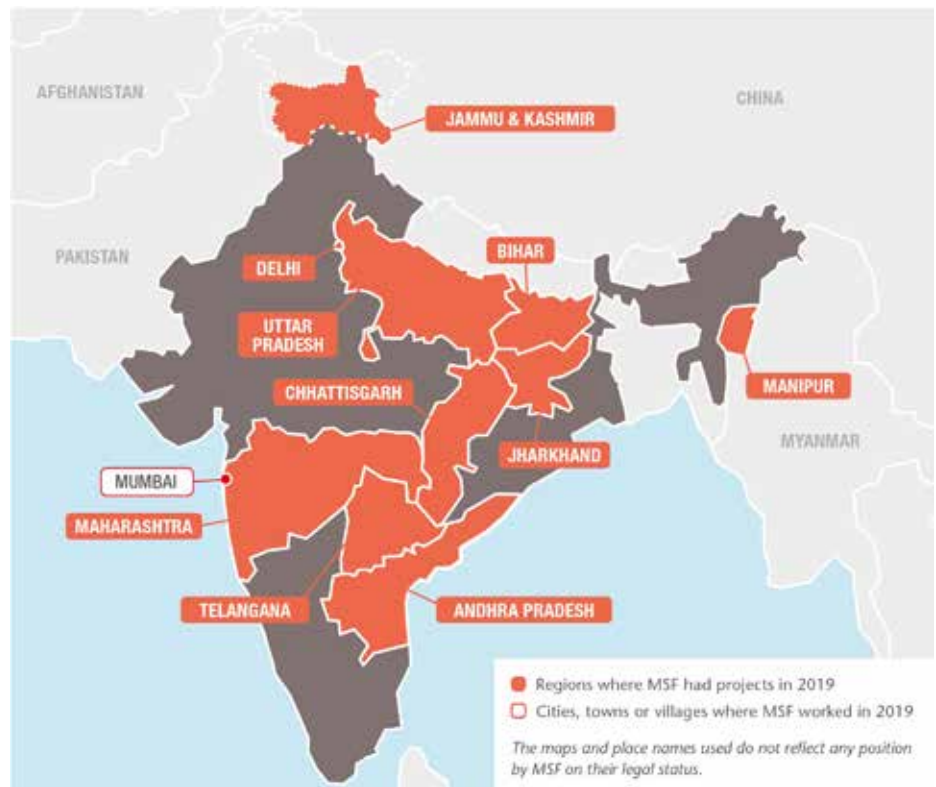 AFGHANISTAN
CHINA
JAMMU & KASHMIR
PAKISTAN
DELHI
BIHAR
UTTAR
PRADESH
CHHATTISGARH
MANIPUR
MYANMAR
JHARKHAND
MUMBAI
MAHARASHTRA
TELANGANA
ANDHRA PRADESH
Regions where MSF had projects in 2019
Cities, towns or villages where MSF worked in 2019
The maps and place names used do not reflect any position
by MSF on their legal status.